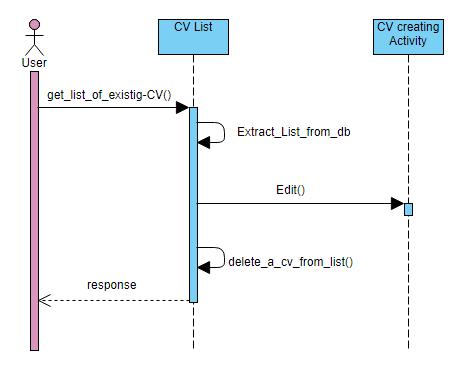 CV List
CV creating
Activity
User
get_list_of_existig-CV()
Extract_List_from_db
Edit()
delete_a_cv_from_list()
response